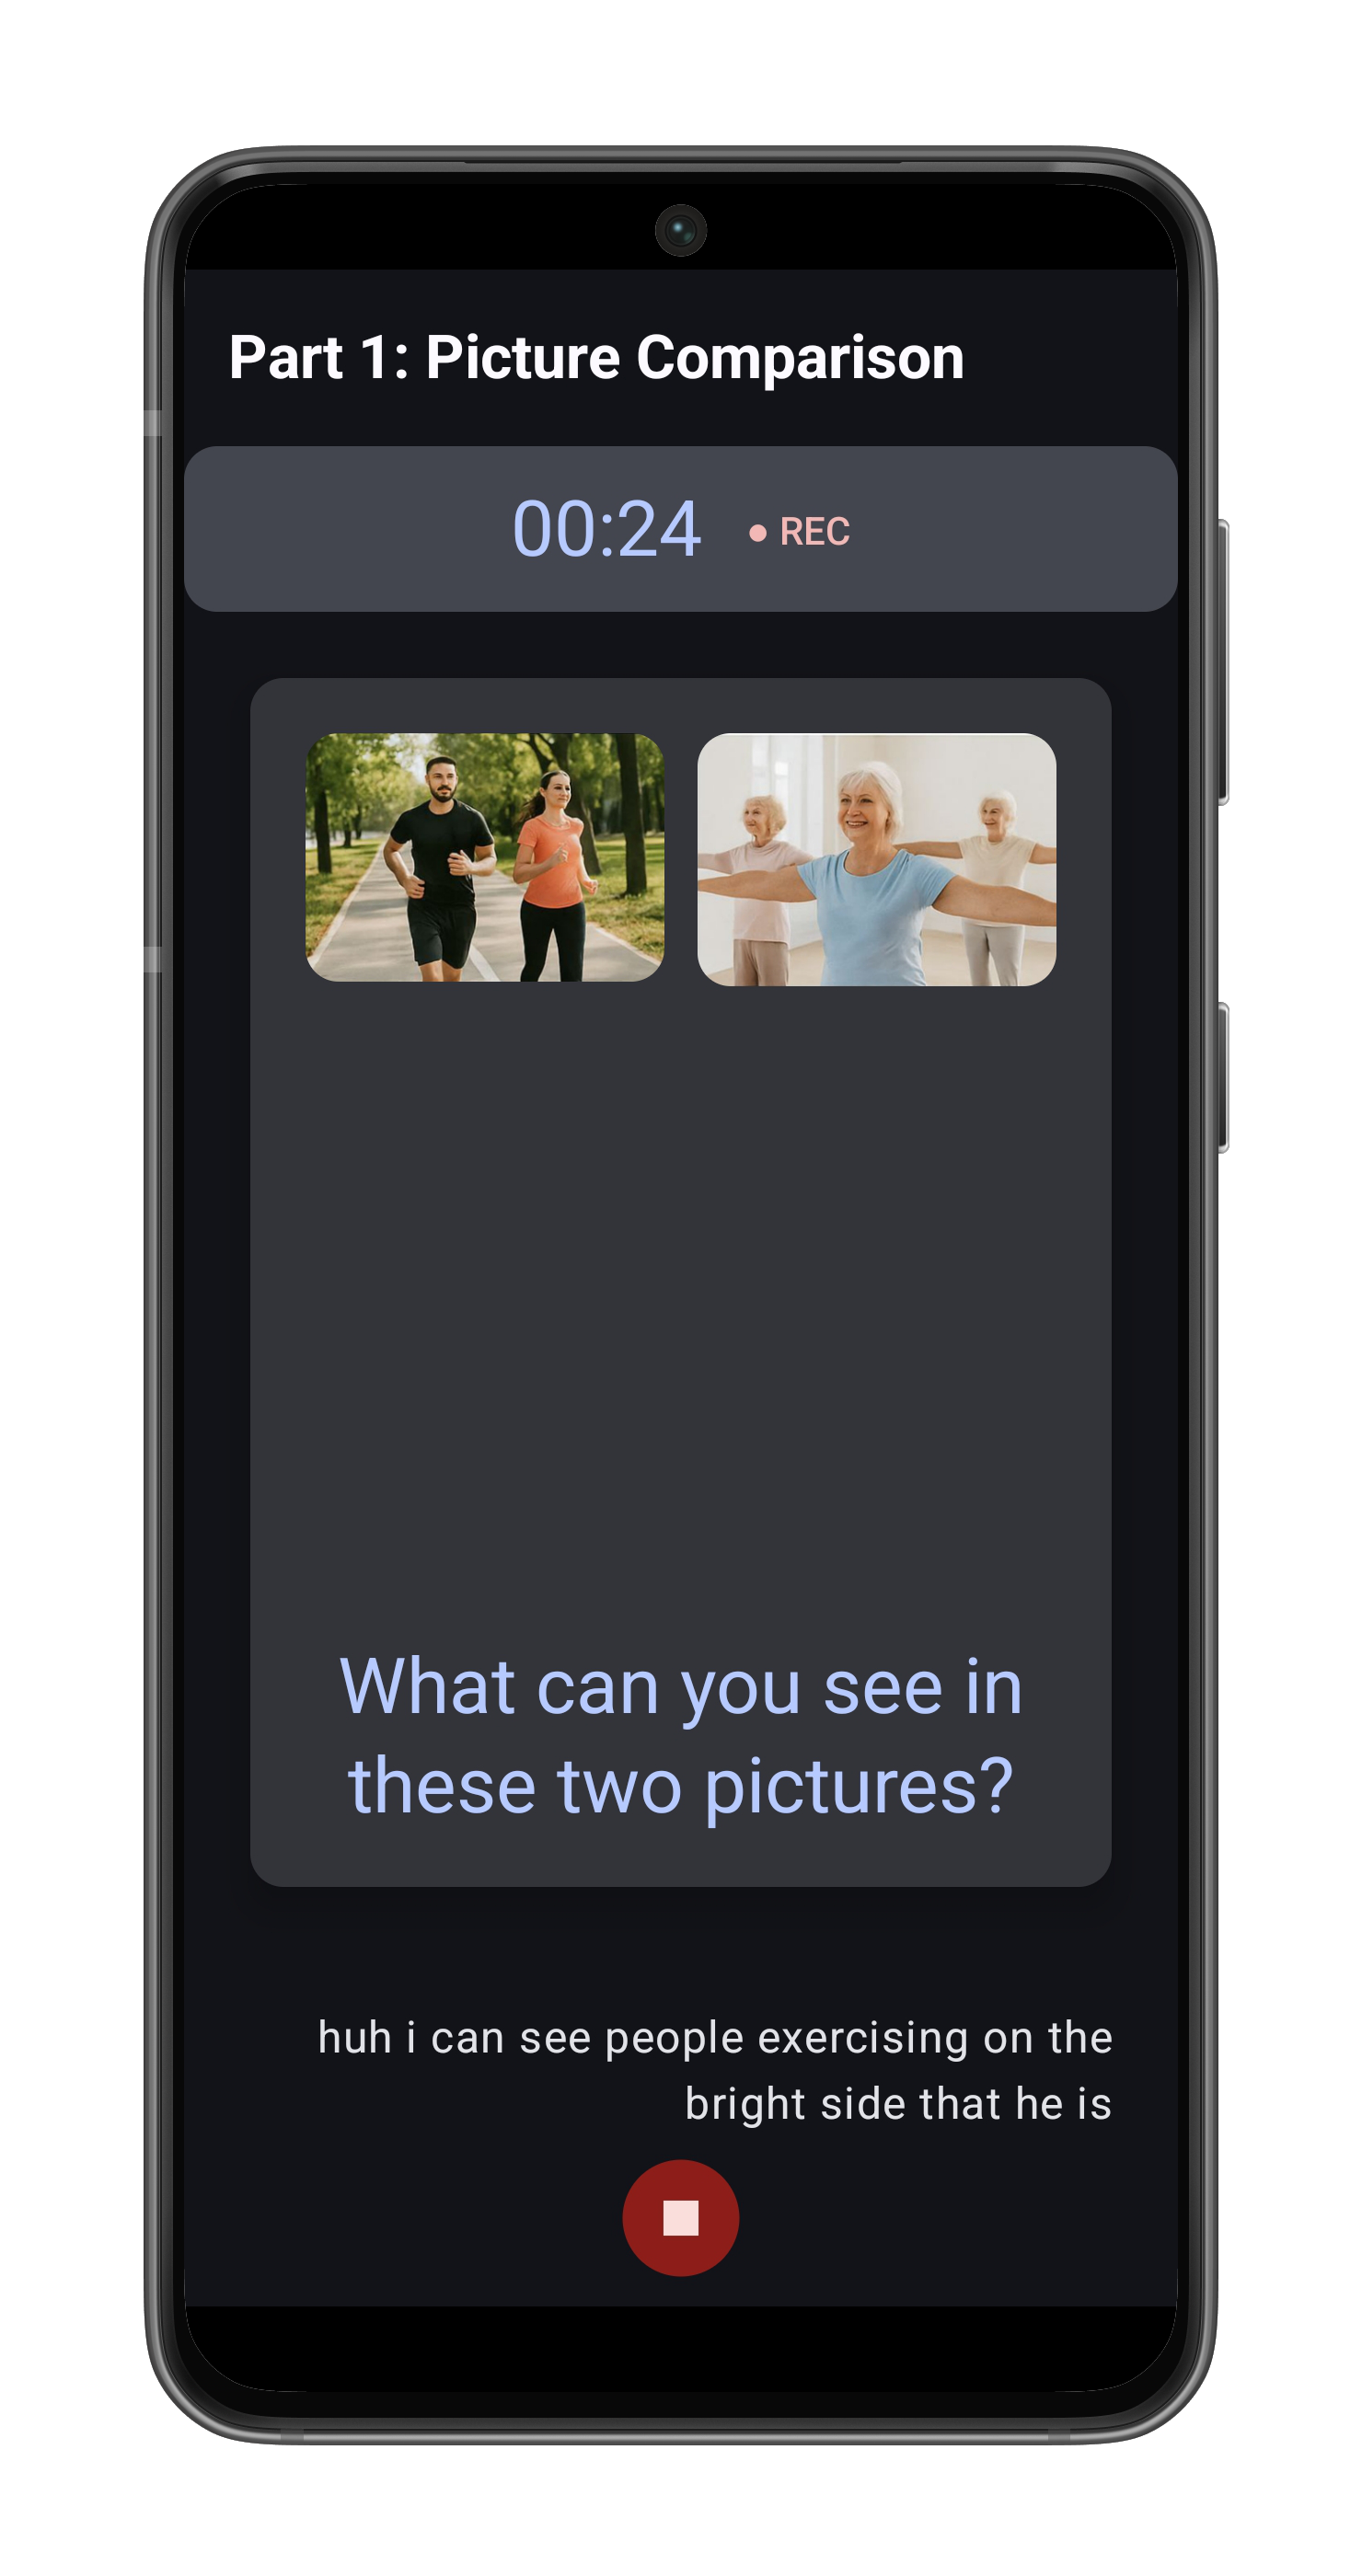 Part 1: Picture Comparison
00:24 • REC
What can you see in
these two pictures?
huh i can see people exercising on the
bright side that he is